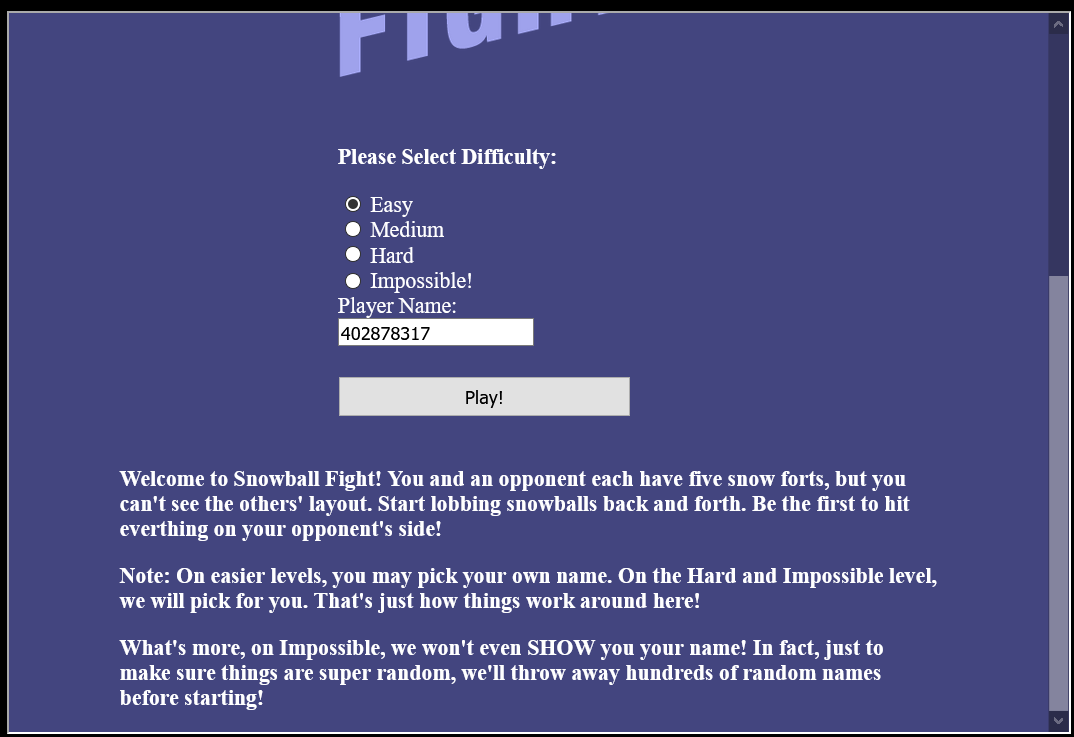 Please Select Difficulty:
Easy
Medium
Hard
Impossible!
Player Name:
402878317
Play!
Welcome to Snowball Fight! You and an opponent each have five snow forts, but you
can't see the others' layout. Start lobbing snowballs back and forth. Be the first to hit
everthing on your opponent's side!
Note: On easier levels, you may pick your own name. On the Hard and Impossible level,
we will pick for you. That's just how things work around here!
What's more, on Impossible, we won't even SHOW you your name! In fact, just to
make sure things are super random, we'll throw away hundreds of random names
before starting!